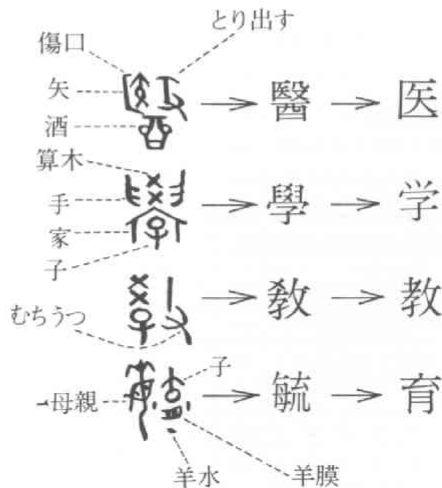 傷口
とり出す
矢
酒
→ 醫 → 医
算木
手
家
子
→ 學 → 学
むちうつ
→ 敎 → 教
子
母親
羊水
羊膜
→ 毓 → 育